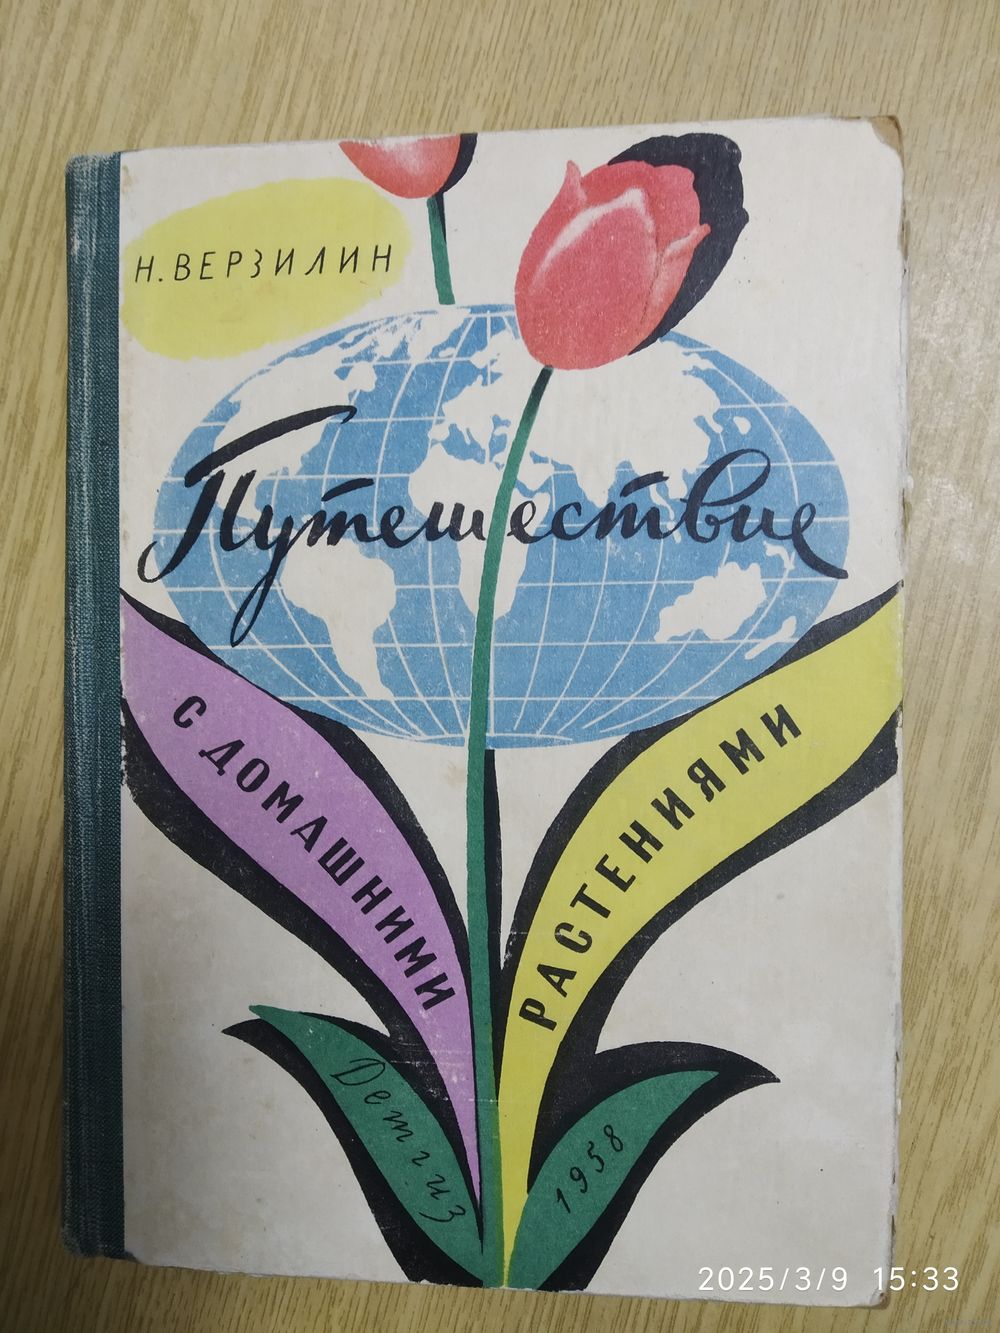 Н. ВЕРЗИЛИН
Путешествие
С ДОМАШНИМИ
РАСТЕНИЯМИ
Детгиз
1958
2025/3/9 15:33